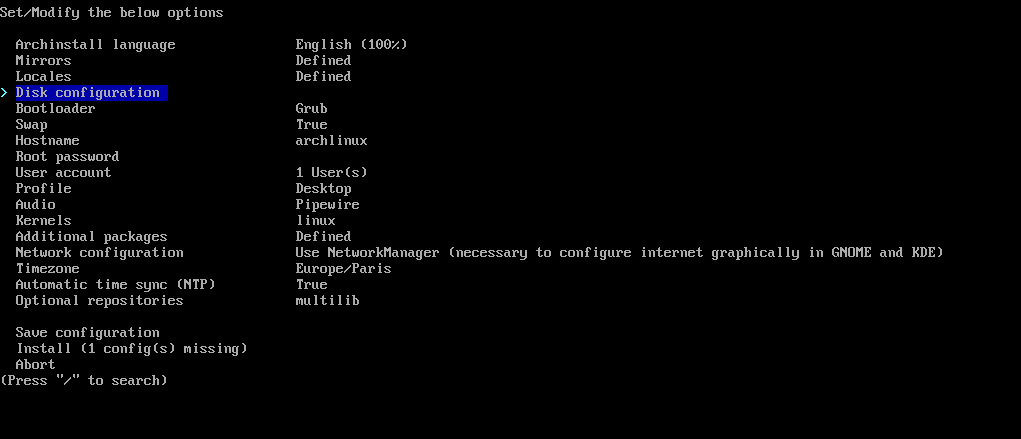 Set/Modify the below options
Archinstall language English (100%)
Mirrors Defined
Locales Defined
> Disk configuration
Bootloader Grub
Swap True
Hostname archlinux
Root password
User account 1 User(s)
Profile Desktop
Audio Pipewire
Kernels linux
Additional packages Defined
Network configuration Use NetworkManager (necessary to configure internet graphically in GNOME and KDE)
Timezone Europe/Paris
Automatic time sync (NTP) True
Optional repositories multilib
Save configuration
Install (1 config(s) missing)
Abort
(Press "/" to search)